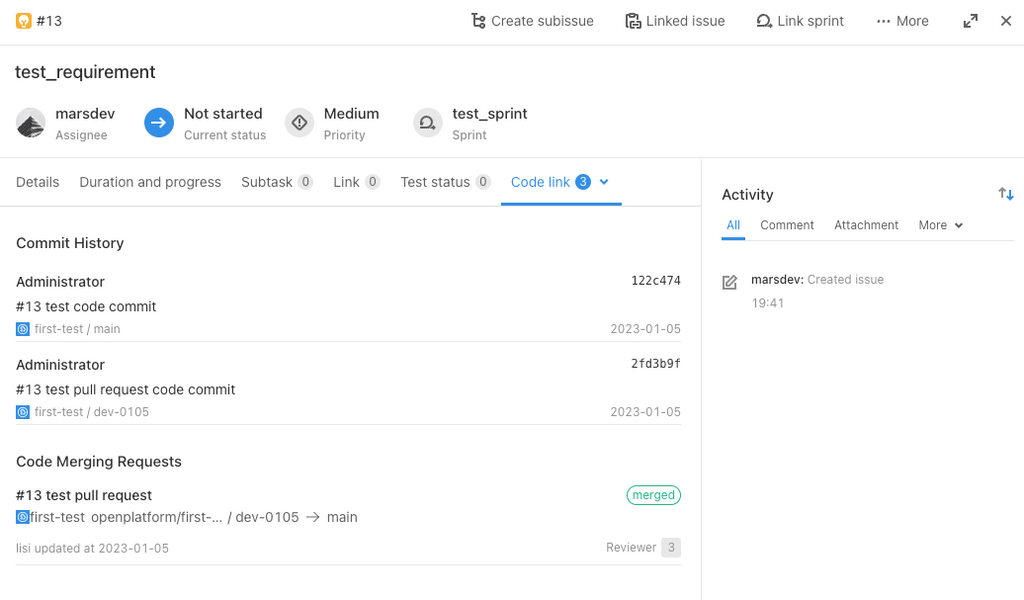 #13
Create subissue
Linked issue
Link sprint
More
test_requirement
marsdev
Assignee
Not started
Current status
Medium
Priority
test_sprint
Sprint
Details
Duration and progress
Subtask 0
Link 0
Test status 0
Code link 3
Commit History
Administrator 122c474
#13 test code commit
first-test / main 2023-01-05
Administrator 2fd3b9f
#13 test pull request code commit
first-test / dev-0105 2023-01-05
Code Merging Requests
#13 test pull request merged
first-test openplatform/first-... / dev-0105 → main
lisi updated at 2023-01-05 Reviewer 3
Activity
All Comment Attachment More
marsdev: Created issue
19:41